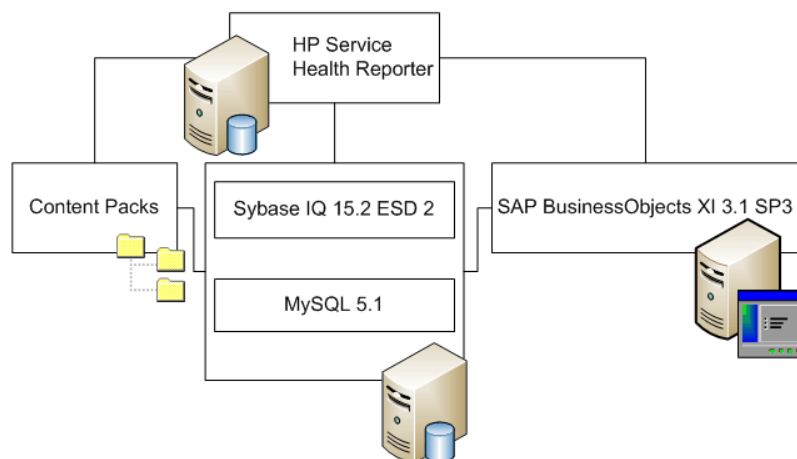 HP Service
Health Reporter
Content Packs
Sybase IQ 15.2 ESD 2
MySQL 5.1
SAP BusinessObjects XI 3.1 SP3